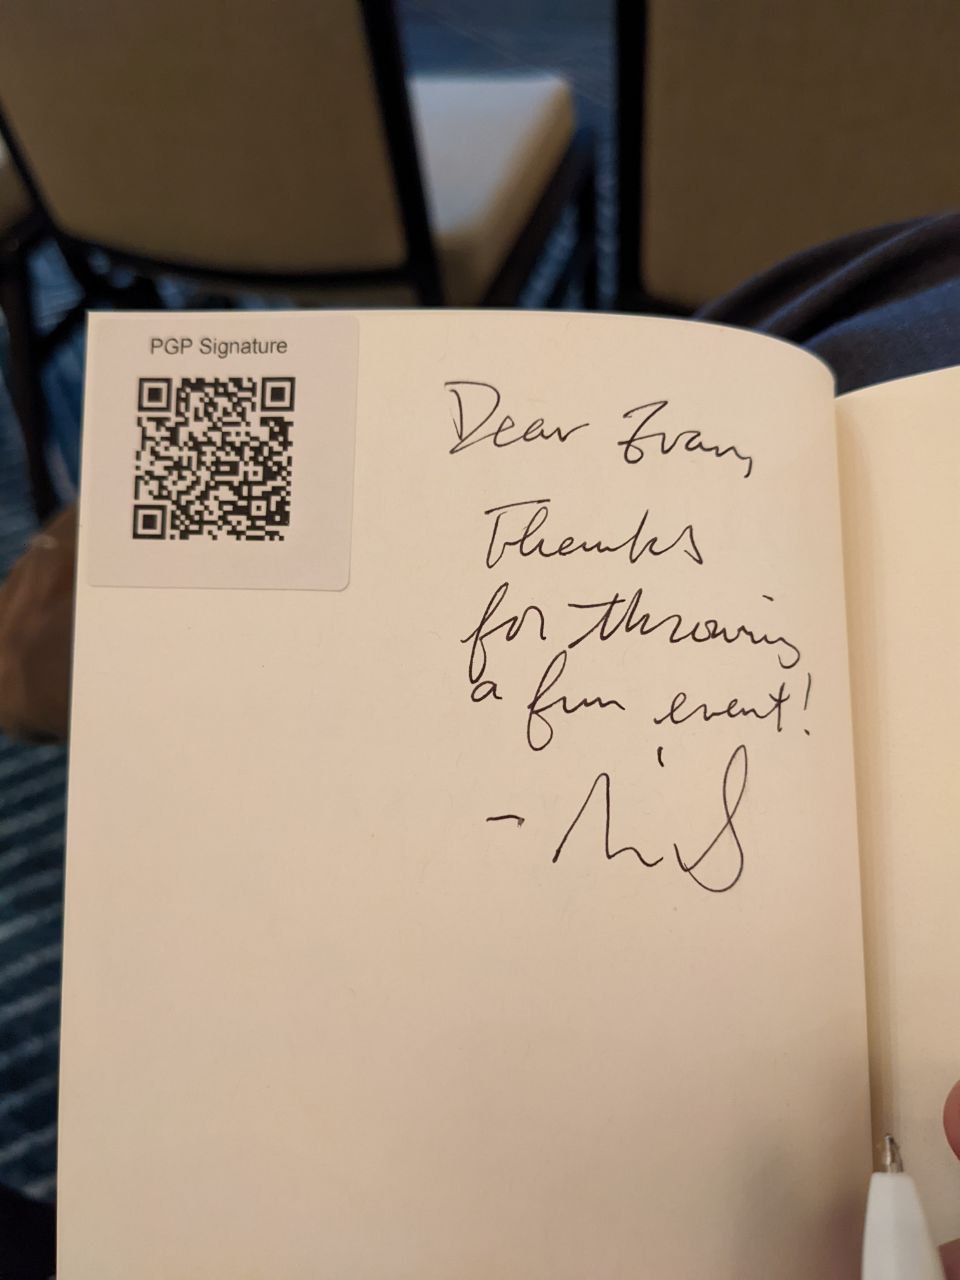 PGP Signature
Dear Evan,
Thanks
for throwing
a fun event!